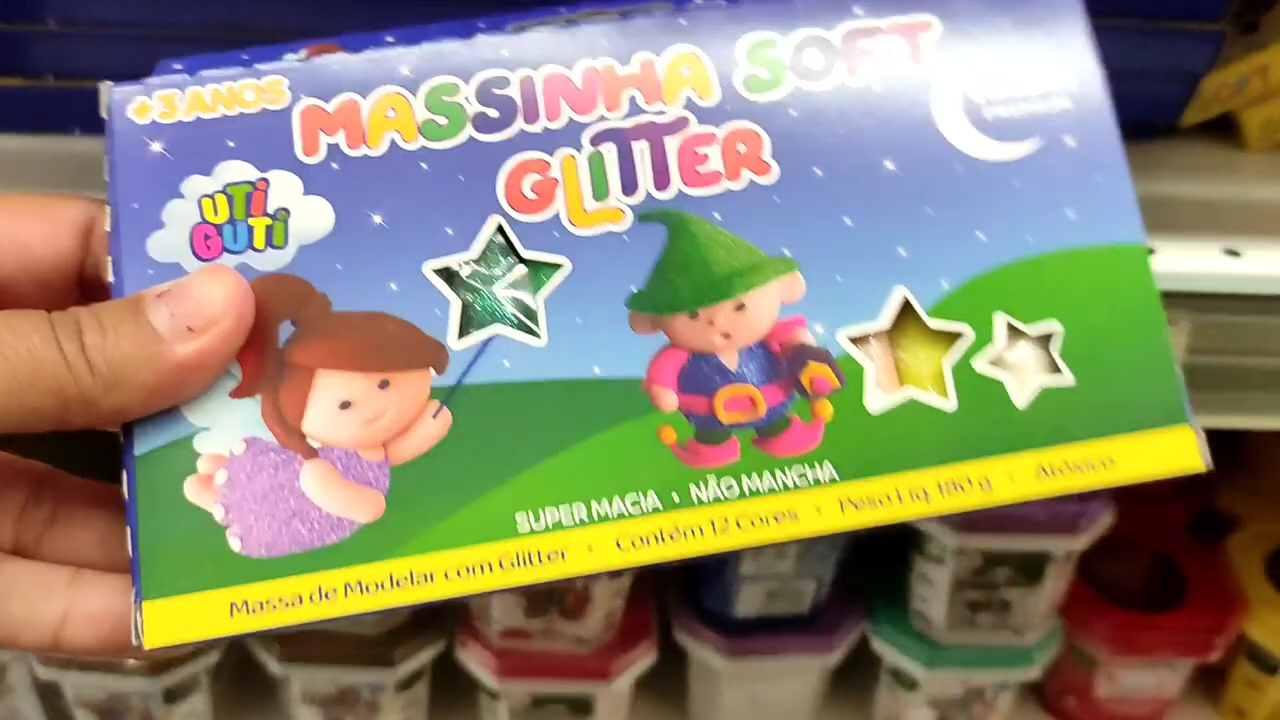 +3 ANOS
MASSINHA SOFT
GLITTER
UTI
GUTI
SUPER MACIA • NÃO MANCHA
Massa de Modelar com Glitter • Contém 12 Cores • Peso Líq. 180 g • Atóxico